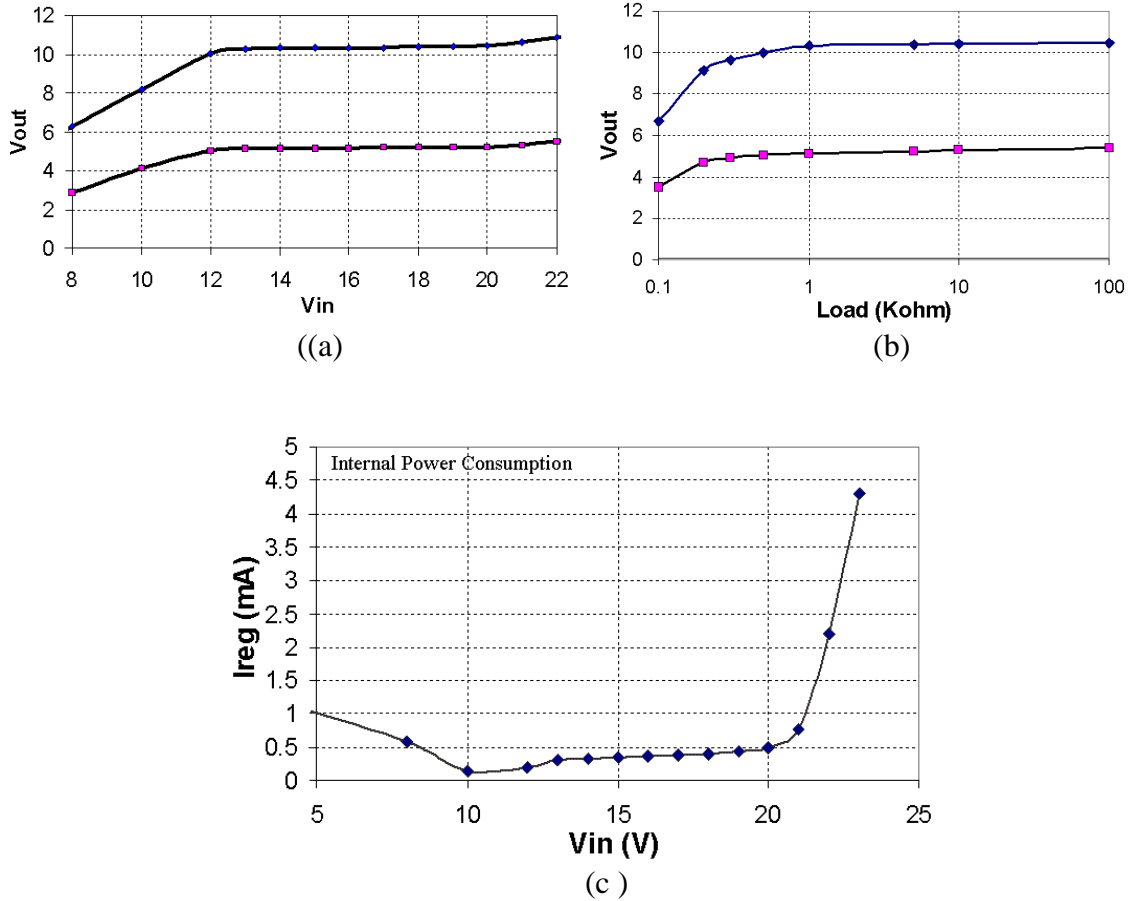 12
10
8
6
4
2
0
Vout
8 10 12 14 16 18 20 22
Vin
((a)
12
10
8
6
4
2
0
Vout
0.1 1 10 100
Load (Kohm)
(b)
Internal Power Consumption
5
4.5
4
3.5
3
2.5
2
1.5
1
0.5
0
Ireg (mA)
5 10 15 20 25
Vin (V)
(c )